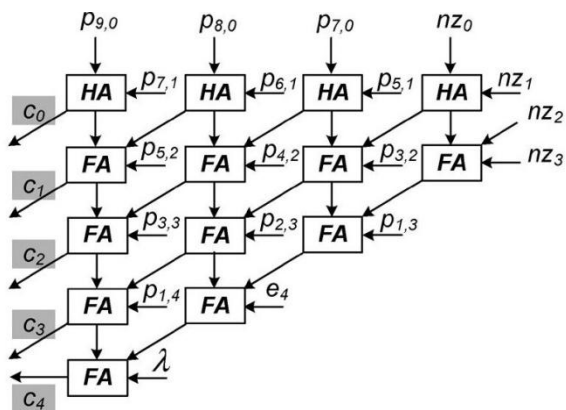 p9,0 p8,0 p7,0 nz0
HA p7,1 HA p6,1 HA p5,1 HA nz1
c0 nz2
FA p5,2 FA p4,2 FA p3,2 FA nz3
c1
FA p3,3 FA p2,3 FA p1,3
c2
FA p1,4 FA e4
c3
FA λ
c4